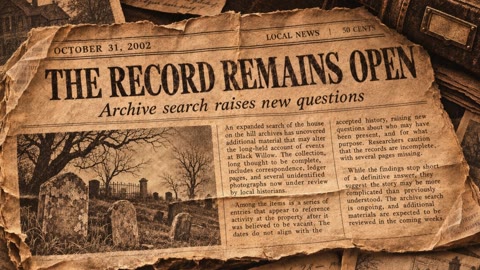 OCTOBER 31, 2002
LOCAL NEWS | 50 CENTS
THE RECORD REMAINS OPEN
Archive search raises new questions
An expanded search of the house
on the hill archives has uncovered
additional material that may alter
the long-held account of events
at Black Willow. The collection,
long thought to be complete,
includes correspondence, ledger
pages, and several unidentified
photographs now under review
by local historians.
Among the items is a series of
entries that appear to reference
activity at the property after it
was believed to be vacant. The
dates do not align with the
accepted history, raising new
questions about who may have
been present, and for what
purpose. Researchers caution
that the records are incomplete,
with several pages missing.
While the findings stop short
of a definitive answer, they
suggest the story may be more
complicated than previously
understood. The archive search
is ongoing, and additional
materials are expected to be
reviewed in the coming weeks